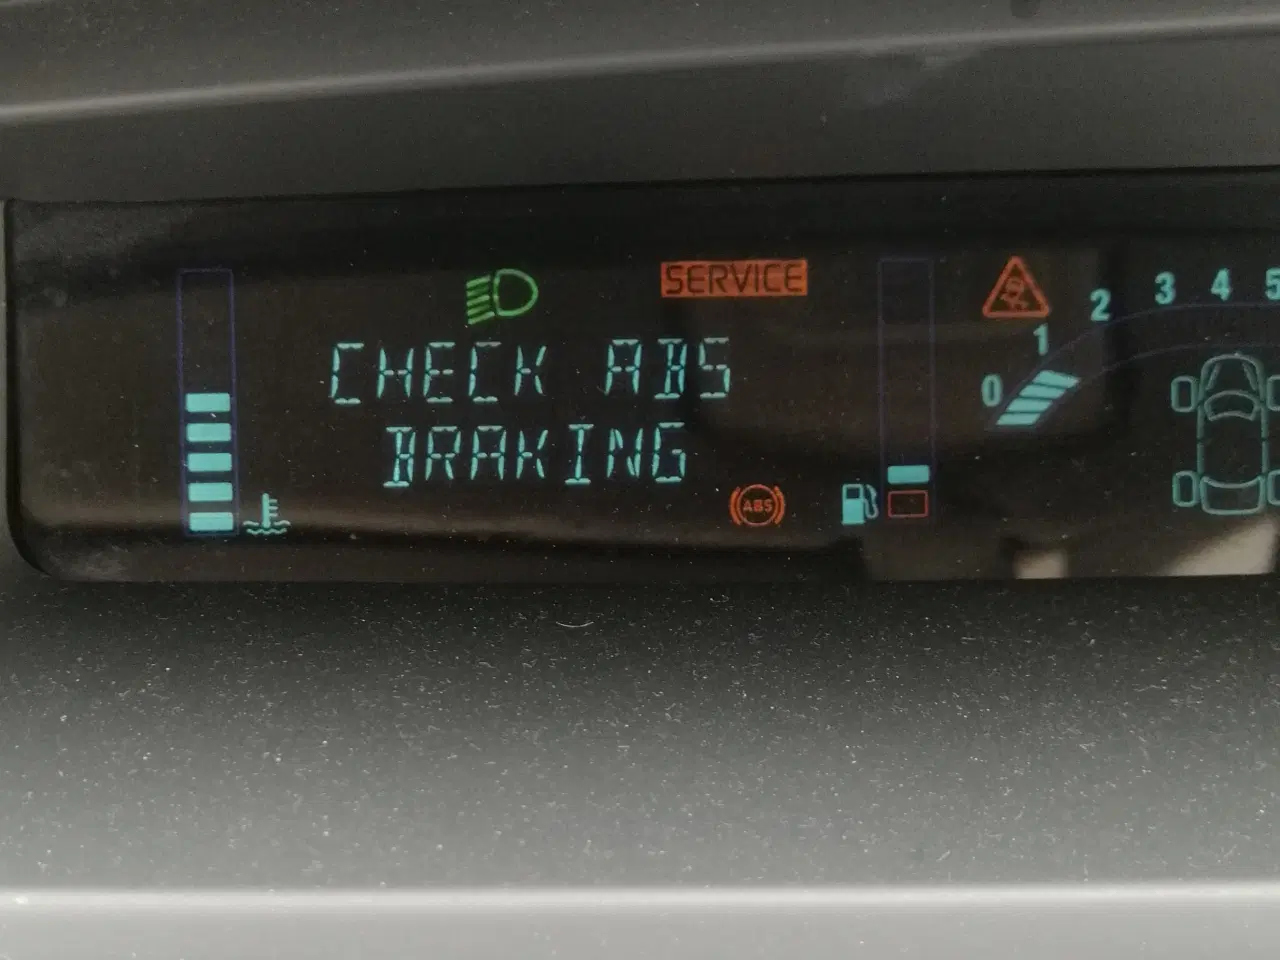 SERVICE
CHECK ABS
BRAKING
ABS
0 1 2 3 4 5